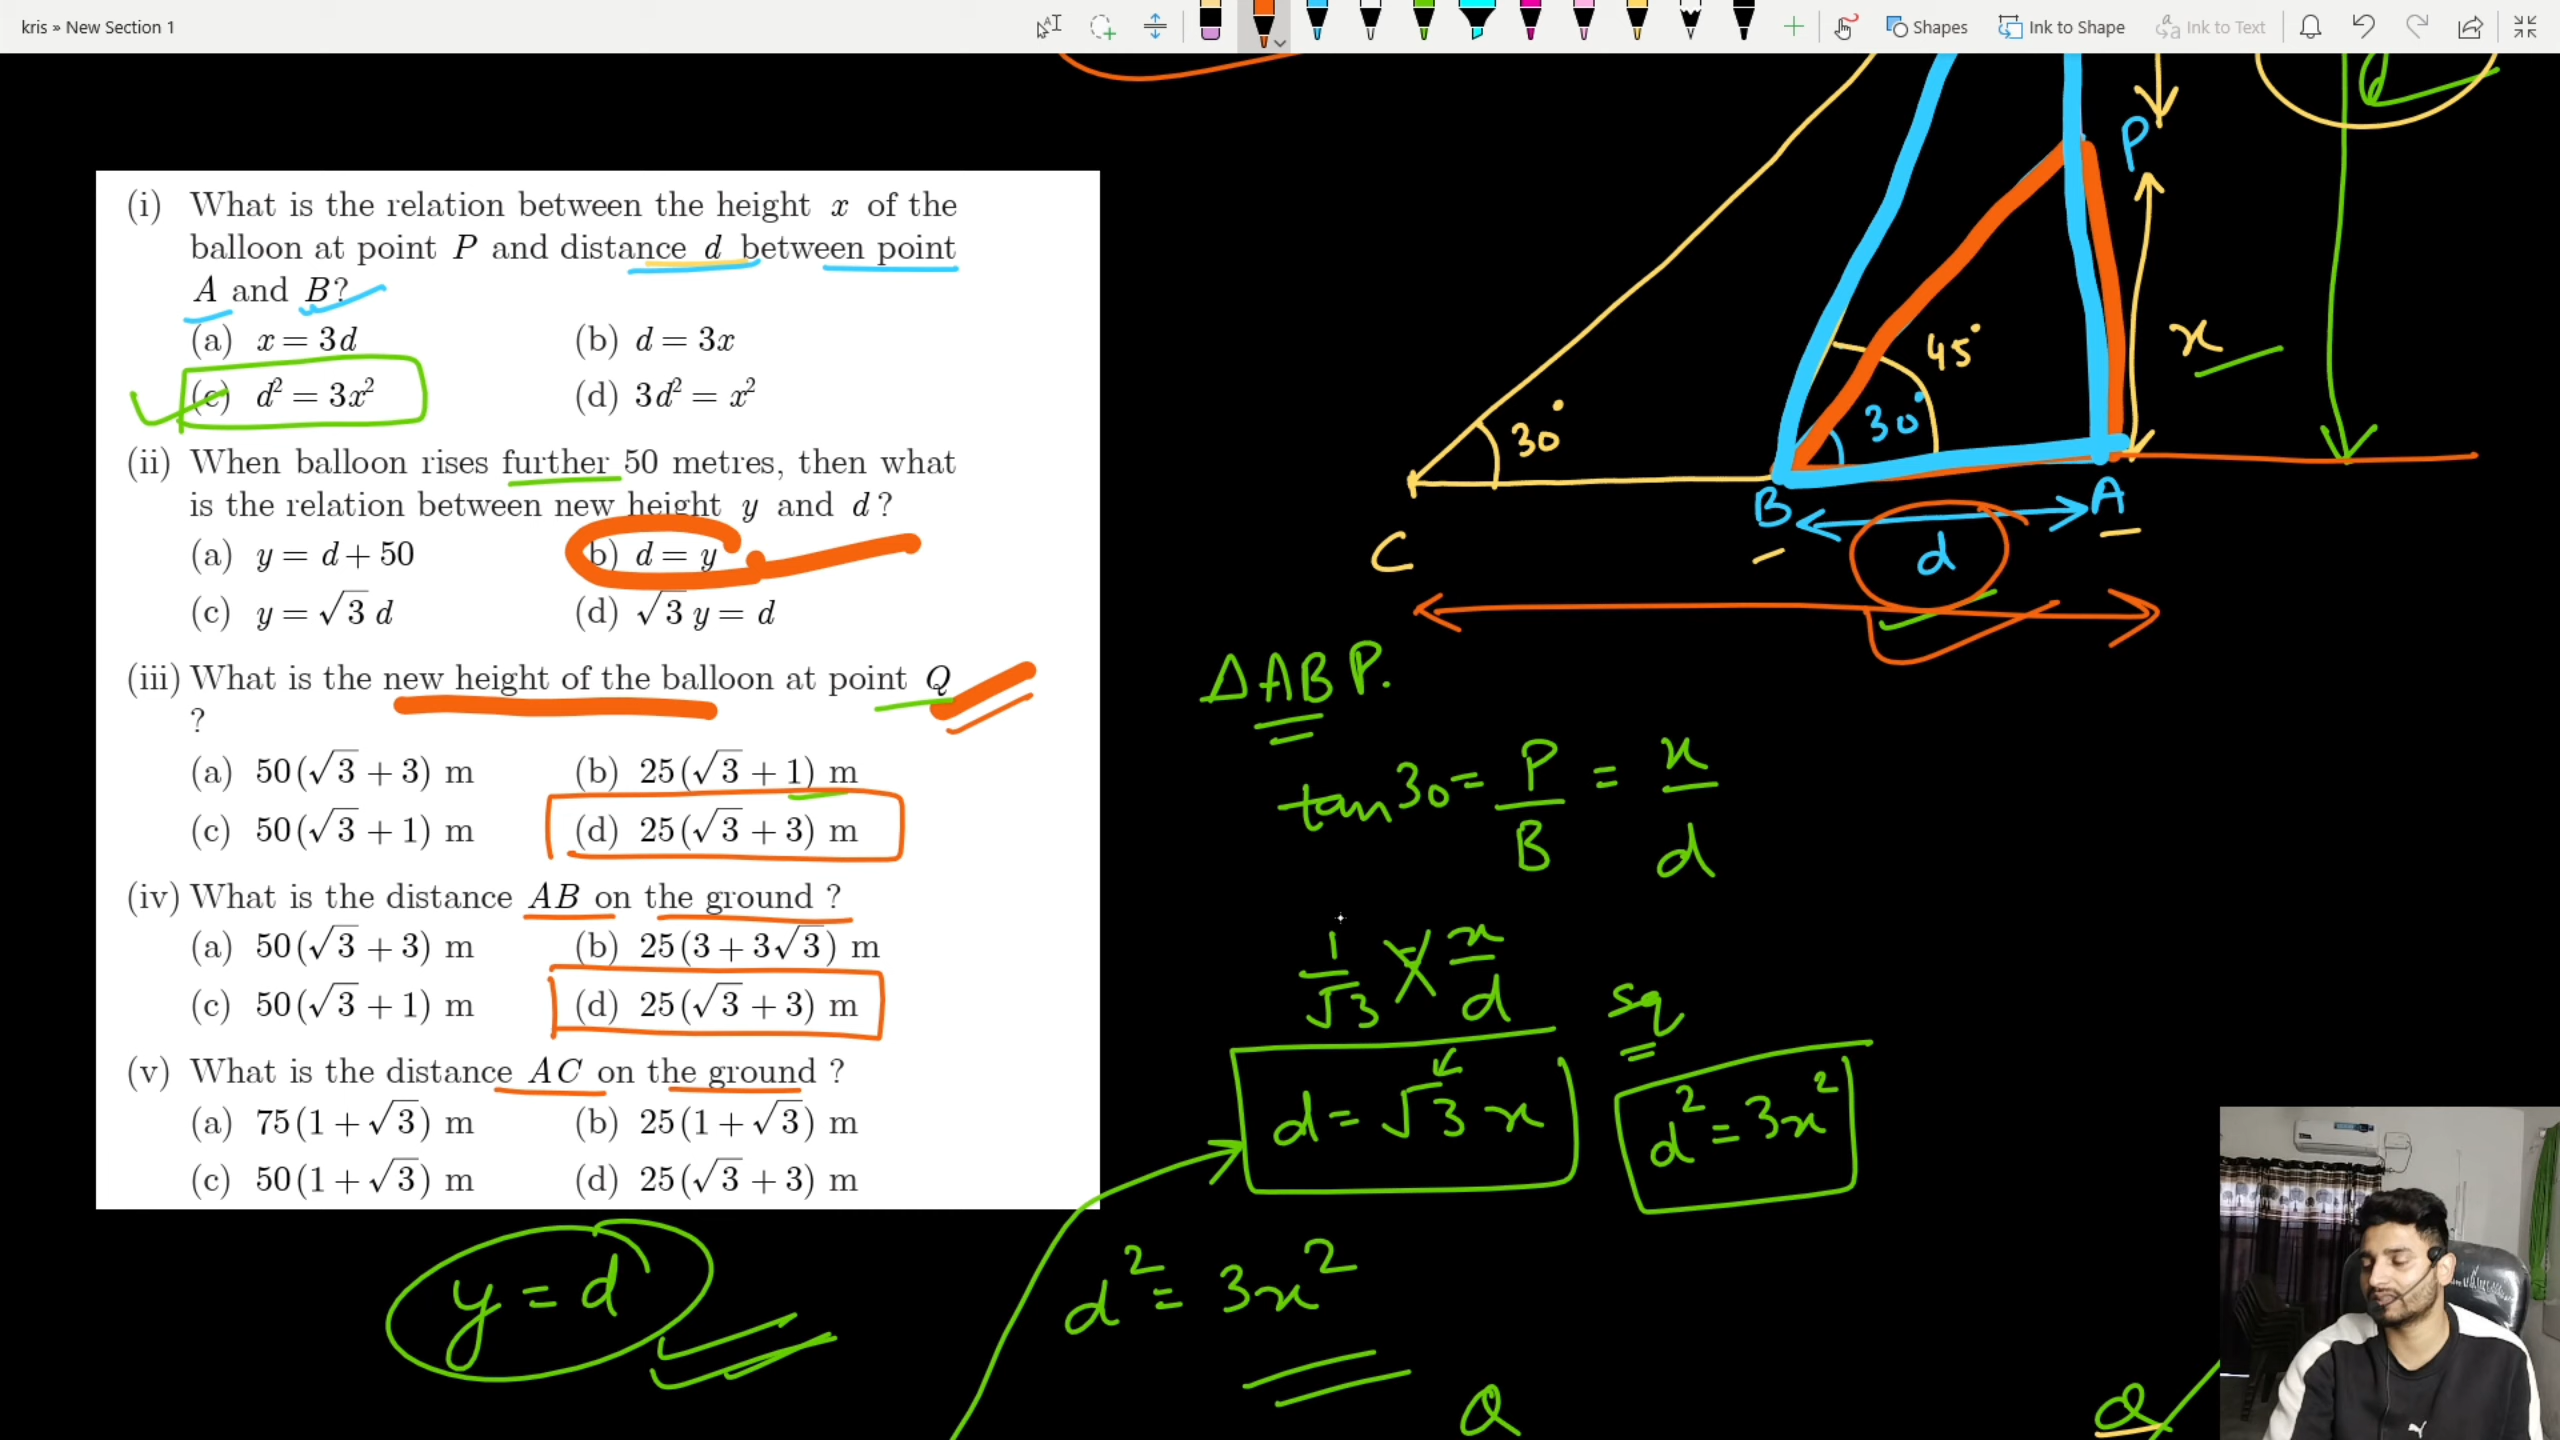 kris » New Section 1
Shapes
Ink to Shape
Ink to Text
(i) What is the relation between the height x of the
balloon at point P and distance d between point
A and B?
(a) x = 3d
(b) d = 3x
(c) d² = 3x²
(d) 3d² = x²
(ii) When balloon rises further 50 metres, then what
is the relation between new height y and d?
(a) y = d + 50
(b) d = y
(c) y = √3 d
(d) √3 y = d
(iii) What is the new height of the balloon at point Q
?
(a) 50(√3 + 3) m
(b) 25(√3 + 1) m
(c) 50(√3 + 1) m
(d) 25(√3 + 3) m
(iv) What is the distance AB on the ground ?
(a) 50(√3 + 3) m
(b) 25(3 + 3√3) m
(c) 50(√3 + 1) m
(d) 25(√3 + 3) m
(v) What is the distance AC on the ground ?
(a) 75(1 + √3) m
(b) 25(1 + √3) m
(c) 50(1 + √3) m
(d) 25(√3 + 3) m
y = d
d
P
x
45°
30°
30°
B
A
C
d
△ABP.
tan 30 = P/B = x/d
1/√3 x/d
sq
d = √3 x
d² = 3x²
d² = 3x²
Q
Q